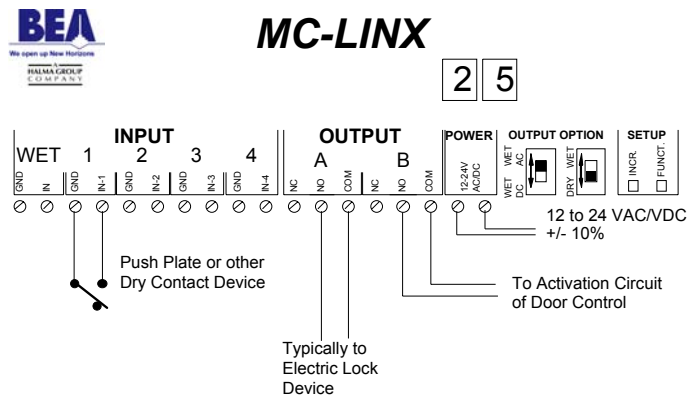 BEA
We open up New Horizons
A
HALMA GROUP
COMPANY
MC-LINX
2 5
INPUT
OUTPUT
POWER
OUTPUT OPTION
SETUP
WET 1 2 3 4
A B
GND IN GND IN-1 GND IN-2 GND IN-3 GND IN-4
NC NO COM NC NO COM
12-24V
AC/DC
WET
DC
WET
AC
DRY WET
INCR.
FUNCT.
12 to 24 VAC/VDC
+/- 10%
Push Plate or other
Dry Contact Device
To Activation Circuit
of Door Control
Typically to
Electric Lock
Device